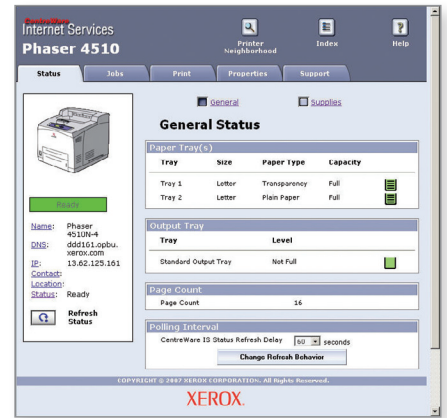 CentreWare
Internet Services
Phaser 4510
Printer Neighborhood
Index
Help
Status
Jobs
Print
Properties
Support
General
Supplies
General Status
Ready
Name: Phaser 4510N-4
DNS: ddd161.opbu.xerox.com
IP: 13.62.125.161
Contact:
Location:
Status: Ready
Refresh Status
Paper Tray(s)
Tray Size Paper Type Capacity
Tray 1 Letter Transparency Full
Tray 2 Letter Plain Paper Full
Output Tray
Tray Level
Standard Output Tray Not Full
Page Count
Page Count 16
Polling Interval
CentreWare IS Status Refresh Delay 60 seconds
Change Refresh Behavior
COPYRIGHT © 2007 XEROX CORPORATION. All Rights Reserved.
XEROX.